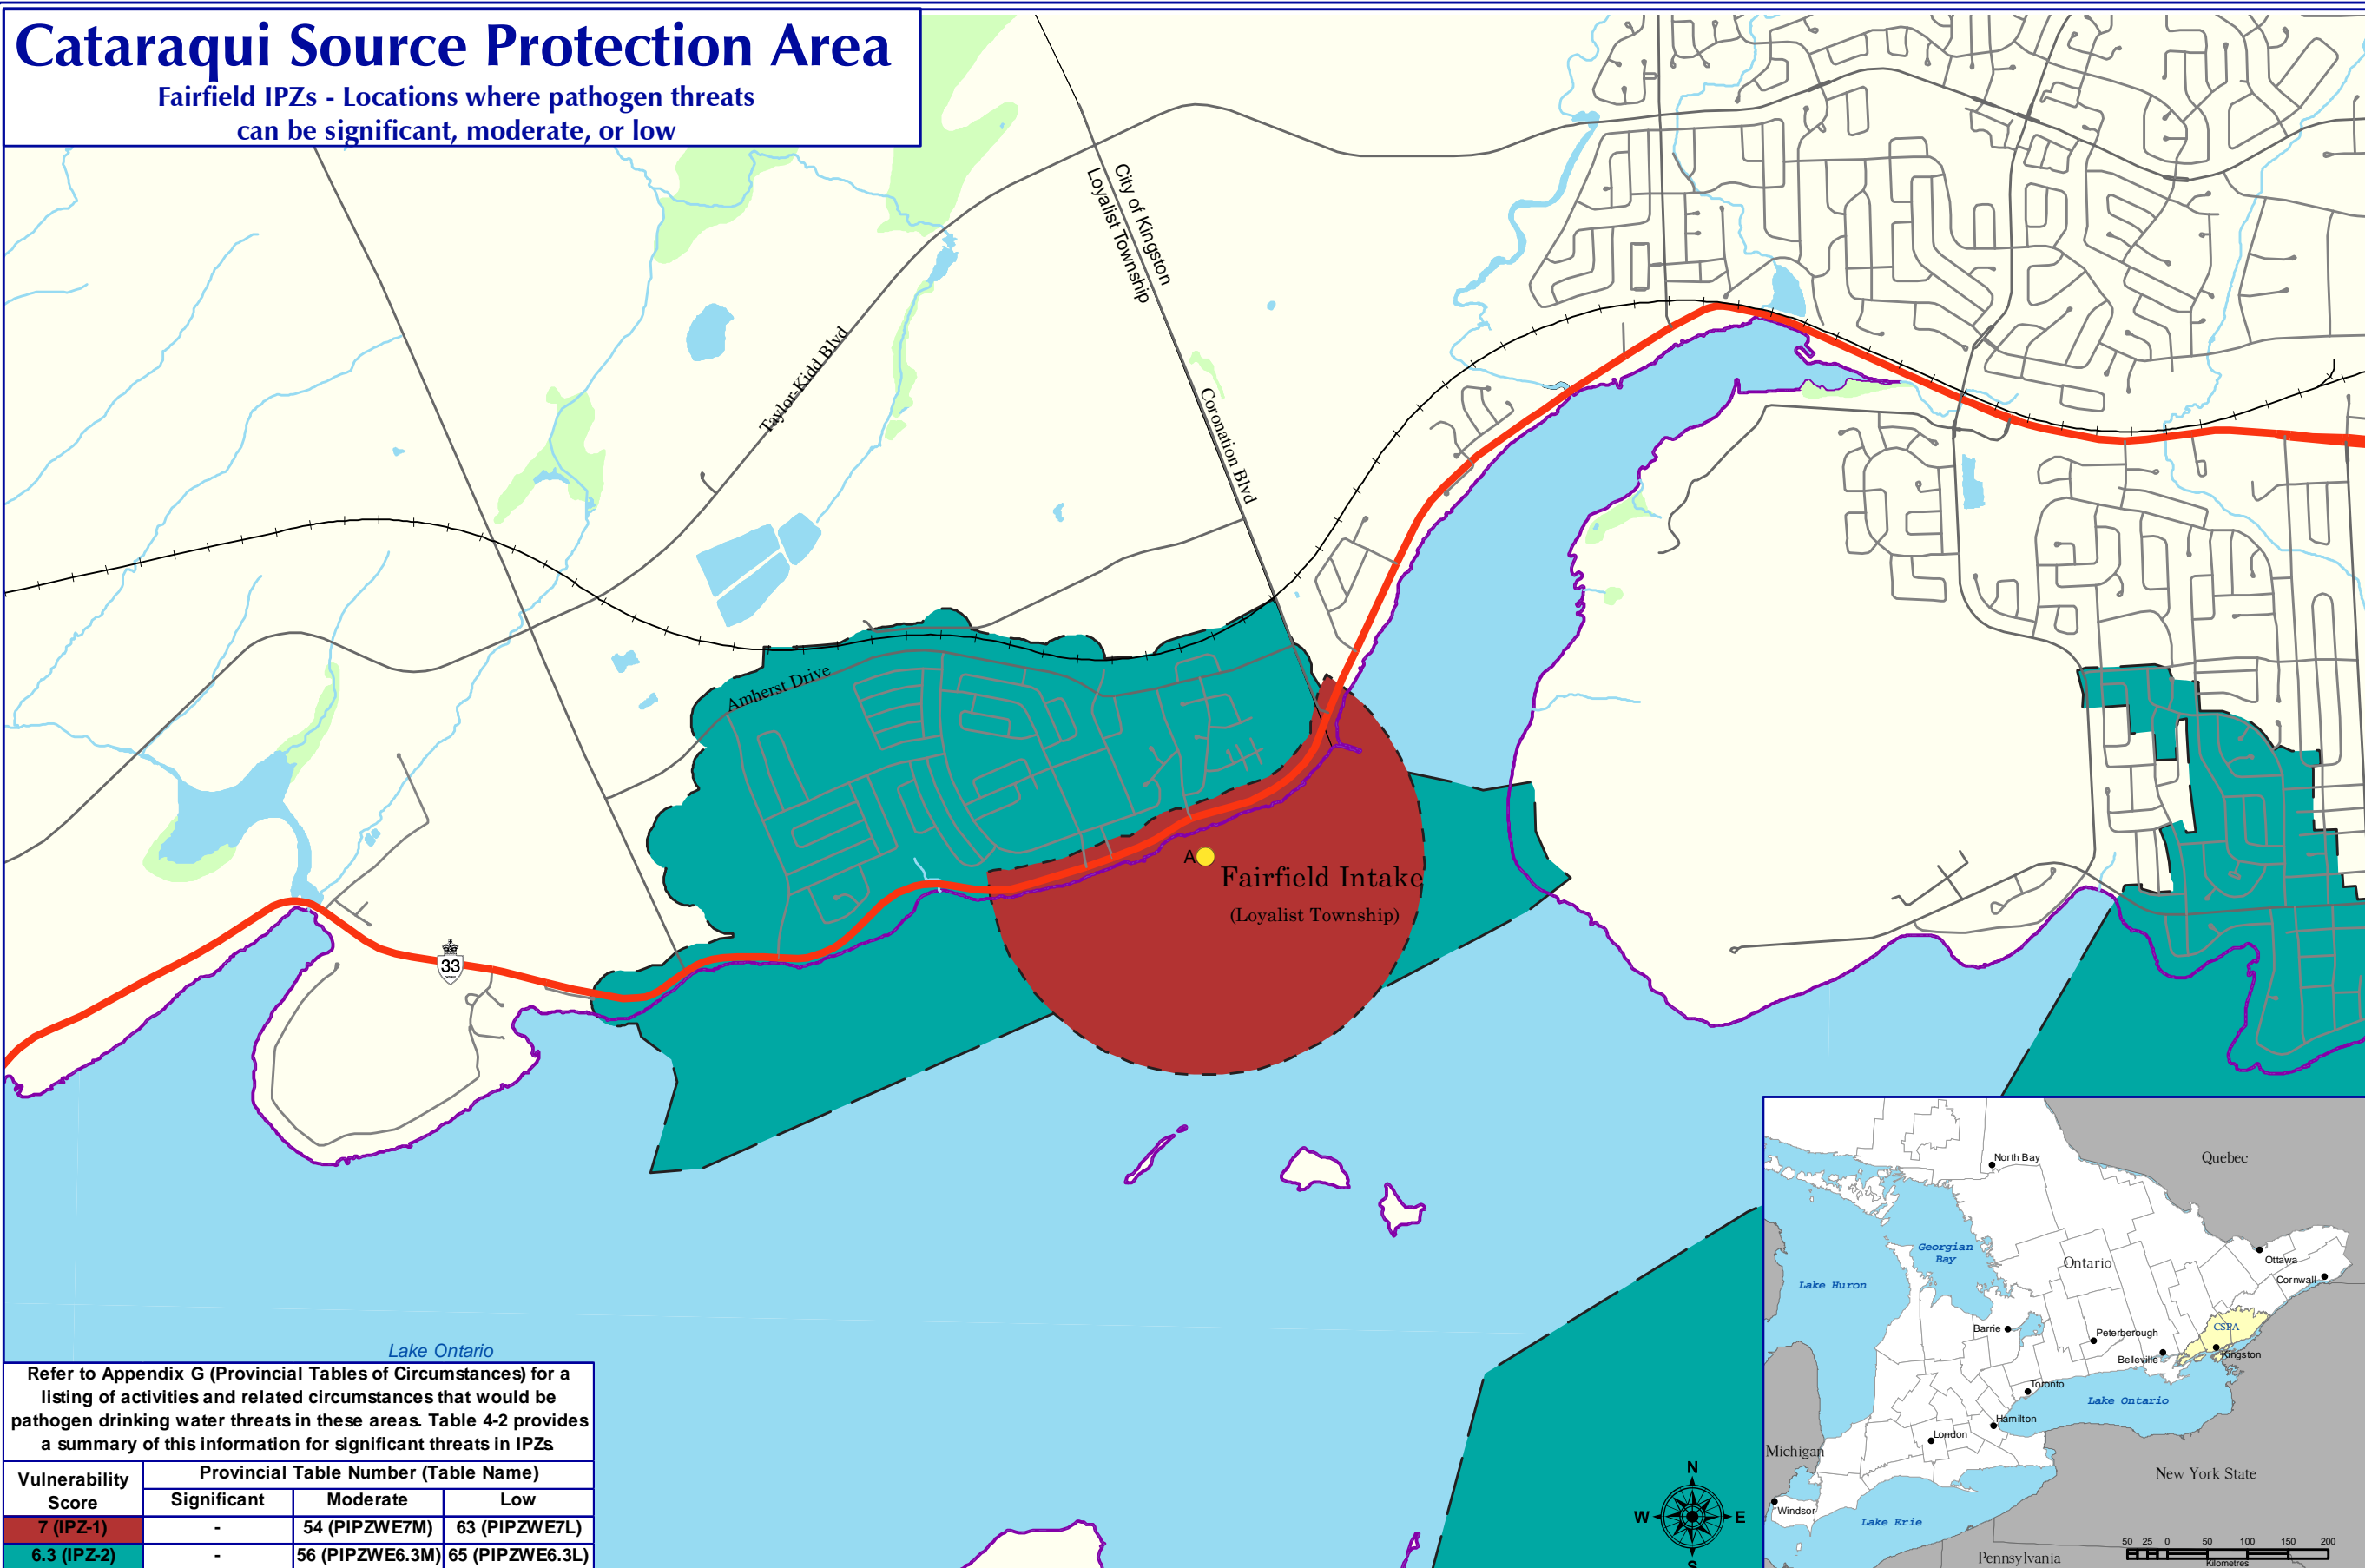 Cataraqui Source Protection Area
Fairfield IPZs - Locations where pathogen threats
can be significant, moderate, or low
City of Kingston
Loyalist Township
Taylor-Kidd Blvd
Coronation Blvd
Amherst Drive
A
Fairfield Intake
(Loyalist Township)
33
Lake Ontario
Refer to Appendix G (Provincial Tables of Circumstances) for a
listing of activities and related circumstances that would be
pathogen drinking water threats in these areas. Table 4-2 provides
a summary of this information for significant threats in IPZs.
Vulnerability
Score
Provincial Table Number (Table Name)
Significant Moderate Low
7 (IPZ-1) - 54 (PIPZWE7M) 63 (PIPZWE7L)
6.3 (IPZ-2) - 56 (PIPZWE6.3M) 65 (PIPZWE6.3L)
N
W E
S
North Bay
Quebec
Georgian
Bay
Ottawa
Ontario
Lake Huron
Cornwall
CSPA
Barrie
Peterborough
Belleville
Kingston
Toronto
Lake Ontario
Hamilton
London
Michigan
New York State
Windsor
Lake Erie
Pennsylvania
50 25 0 50 100 150 200
Kilometres